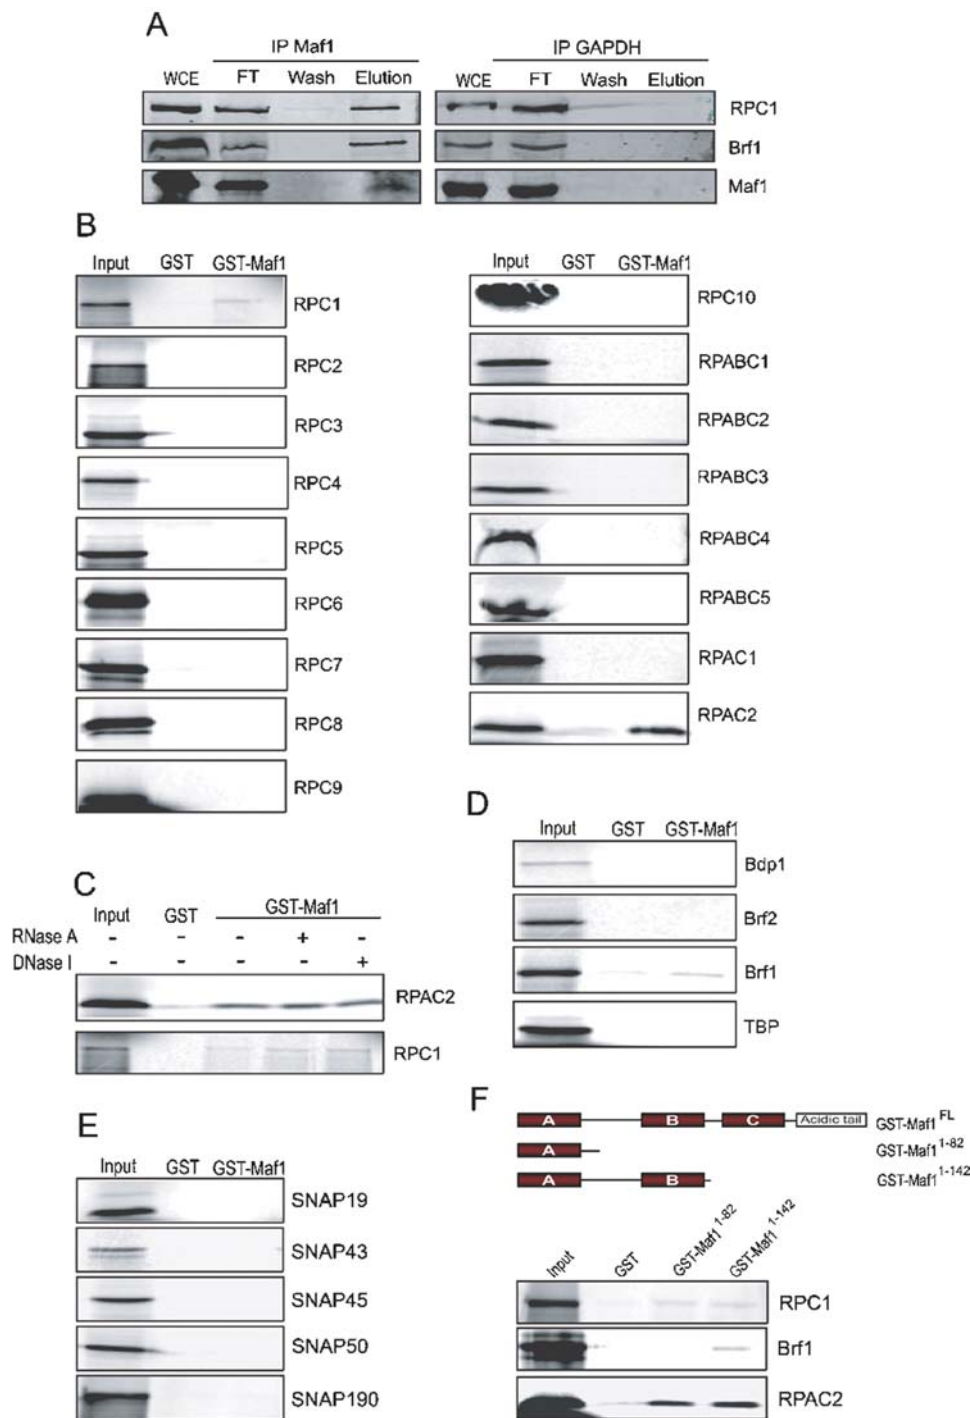 A
IP Maf1
IP GAPDH
WCE FT Wash Elution
WCE FT Wash Elution
RPC1
Brf1
Maf1
B
Input GST GST-Maf1
RPC1
RPC2
RPC3
RPC4
RPC5
RPC6
RPC7
RPC8
RPC9
Input GST GST-Maf1
RPC10
RPABC1
RPABC2
RPABC3
RPABC4
RPABC5
RPAC1
RPAC2
C
Input GST GST-Maf1
RNase A - - - + -
DNase I - - - - +
RPAC2
RPC1
D
Input GST GST-Maf1
Bdp1
Brf2
Brf1
TBP
E
Input GST GST-Maf1
SNAP19
SNAP43
SNAP45
SNAP50
SNAP190
F
A B C Acidic tail GST-Maf1 FL
A GST-Maf1 1-82
A B GST-Maf1 1-142
Input GST GST-Maf1 1-82 GST-Maf1 1-142
RPC1
Brf1
RPAC2